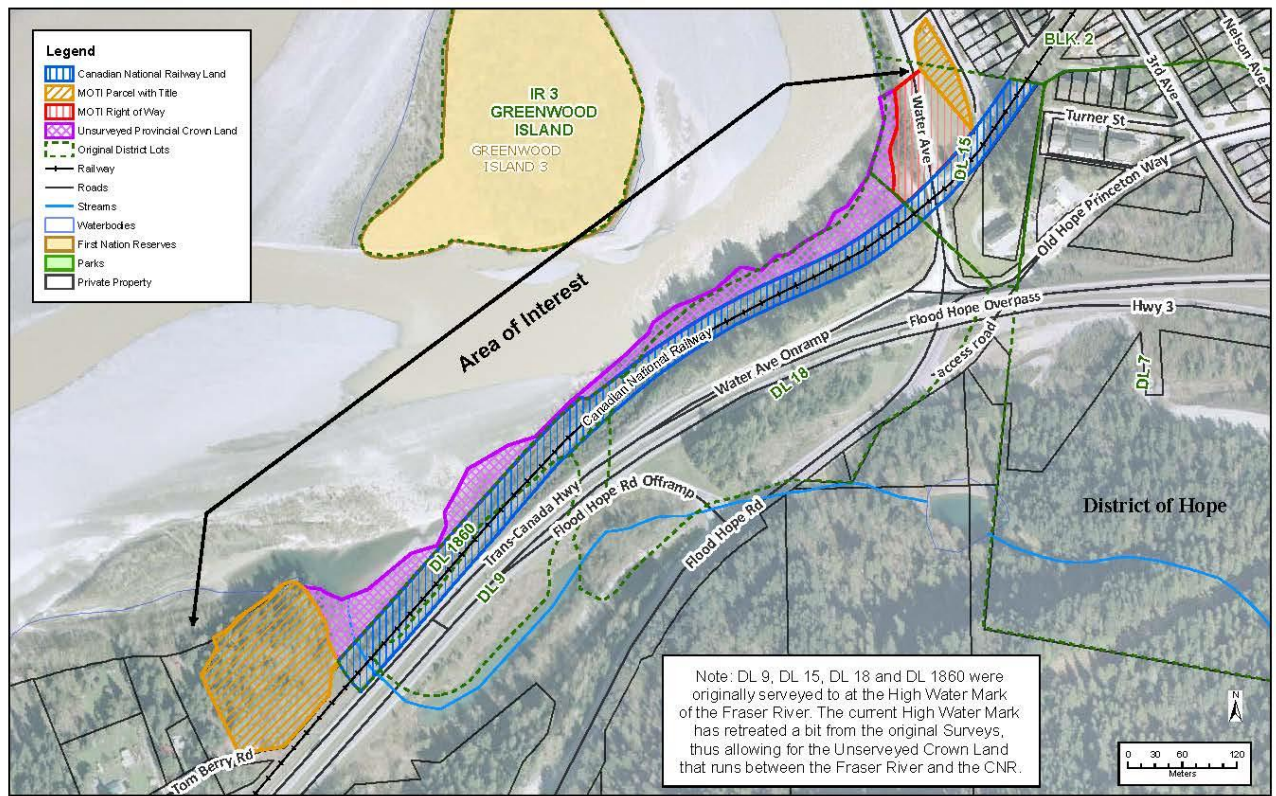 Legend
Canadian National Railway Land
MOTI Parcel with Title
MOTI Right of Way
Unsurveyed Provincial Crown Land
Original District Lots
Railway
Roads
Streams
Waterbodies
First Nation Reserves
Parks
Private Property
IR 3
GREENWOOD
ISLAND
GREENWOOD
ISLAND 3
Area of Interest
BLK. 2
3rd Ave
Nelson Ave
Turner St
Water Ave
DL-15
Old Hope Princeton Way
Flood Hope Overpass
Hwy 3
access road
Water Ave Onramp
DL-18
DL-7
Canadian National Railway
DL 1860
Trans-Canada Hwy
Flood Hope Rd Offramp
DL-9
Flood Hope Rd
District of Hope
Tom Berry Rd
Note: DL 9, DL 15, DL 18 and DL 1860 were
originally serveyed to at the High Water Mark
of the Fraser River. The current High Water Mark
has retreated a bit from the original Surveys,
thus allowing for the Unserveyed Crown Land
that runs between the Fraser River and the CNR.
N
0 30 60 120
Meters